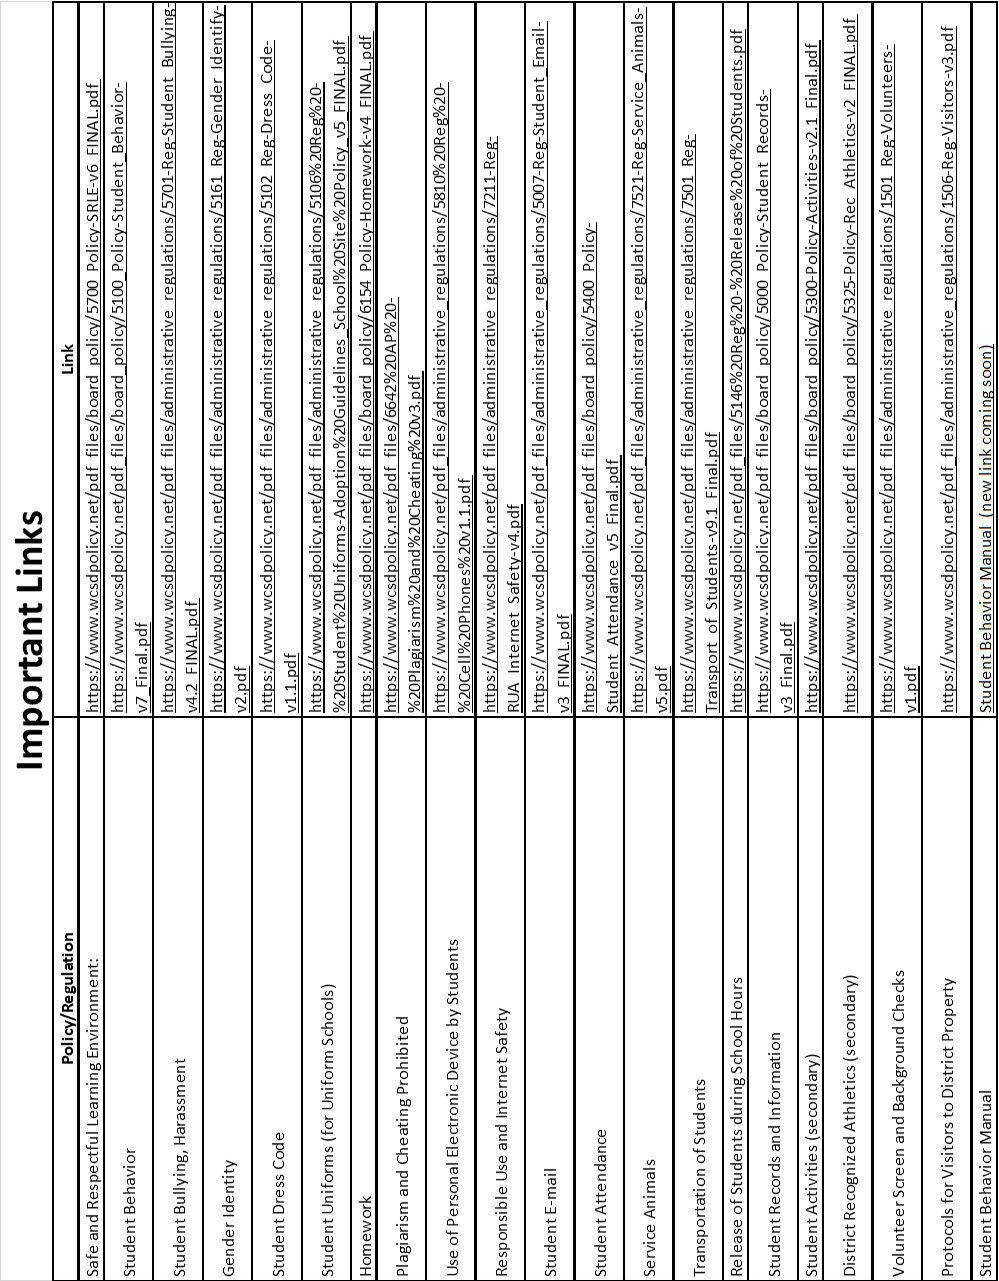 Important Links
Policy/Regulation
Link
Safe and Respectful Learning Environment:
https://www.wcsdpolicy.net/pdf_files/board_policy/5700_Policy-SRLE-v6_FINAL.pdf
Student Behavior
https://www.wcsdpolicy.net/pdf_files/board_policy/5100_Policy-Student_Behavior-
v7_Final.pdf
Student Bullying, Harassment
https://www.wcsdpolicy.net/pdf_files/administrative_regulations/5701-Reg-Student_Bullying-
v4.2_FINAL.pdf
Gender Identity
https://www.wcsdpolicy.net/pdf_files/administrative_regulations/5161_Reg-Gender_Identify-
v2.pdf
Student Dress Code
https://www.wcsdpolicy.net/pdf_files/administrative_regulations/5102_Reg-Dress_Code-
v1.1.pdf
Student Uniforms (for Uniform Schools)
https://www.wcsdpolicy.net/pdf_files/administrative_regulations/5106%20Reg%20-
%20Student%20Uniforms-Adoption%20Guidelines_School%20Site%20Policy_v5_FINAL.pdf
Homework
https://www.wcsdpolicy.net/pdf_files/board_policy/6154_Policy-Homework-v4_FINAL.pdf
Plagiarism and Cheating Prohibited
https://www.wcsdpolicy.net/pdf_files/6642%20AP%20-
%20Plagiarism%20and%20Cheating%20v3.pdf
Use of Personal Electronic Device by Students
https://www.wcsdpolicy.net/pdf_files/administrative_regulations/5810%20Reg%20-
%20Cell%20Phones%20v1.1.pdf
Responsible Use and Internet Safety
https://www.wcsdpolicy.net/pdf_files/administrative_regulations/7211-Reg-
RUA_Internet_Safety-v4.pdf
Student E-mail
https://www.wcsdpolicy.net/pdf_files/administrative_regulations/5007-Reg-Student_Email-
v3_FINAL.pdf
Student Attendance
https://www.wcsdpolicy.net/pdf_files/board_policy/5400_Policy-
Student_Attendance_v5_Final.pdf
Service Animals
https://www.wcsdpolicy.net/pdf_files/administrative_regulations/7521-Reg-Service_Animals-
v5.pdf
Transportation of Students
https://www.wcsdpolicy.net/pdf_files/administrative_regulations/7501_Reg-
Transport_of_Students-v9.1_Final.pdf
Release of Students during School Hours
https://www.wcsdpolicy.net/pdf_files/5146%20Reg%20-%20Release%20of%20Students.pdf
Student Records and Information
https://www.wcsdpolicy.net/pdf_files/board_policy/5000_Policy-Student_Records-
v3_Final.pdf
Student Activities (secondary)
https://www.wcsdpolicy.net/pdf_files/board_policy/5300-Policy-Activities-v2.1_Final.pdf
District Recognized Athletics (secondary)
https://www.wcsdpolicy.net/pdf_files/board_policy/5325-Policy-Rec_Athletics-v2_FINAL.pdf
Volunteer Screen and Background Checks
https://www.wcsdpolicy.net/pdf_files/administrative_regulations/1501_Reg-Volunteers-
v1.pdf
Protocols for Visitors to District Property
https://www.wcsdpolicy.net/pdf_files/administrative_regulations/1506-Reg-Visitors-v3.pdf
Student Behavior Manual
Student Behavior Manual (new link coming soon)